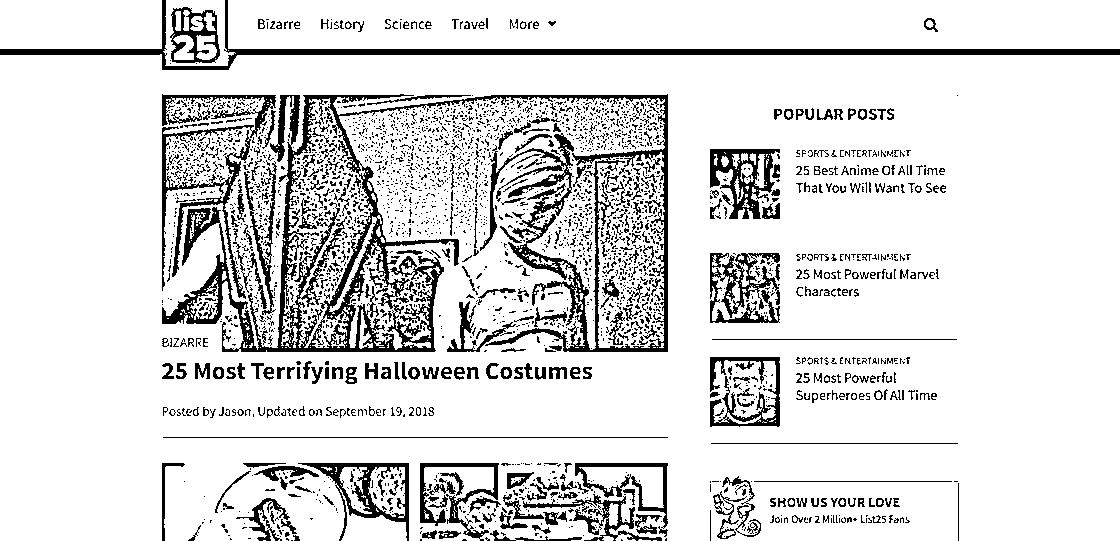 list
25
Bizarre History Science Travel More
POPULAR POSTS
SPORTS & ENTERTAINMENT
25 Best Anime Of All Time
That You Will Want To See
SPORTS & ENTERTAINMENT
25 Most Powerful Marvel
Characters
BIZARRE
25 Most Terrifying Halloween Costumes
Posted by Jason, Updated on September 19, 2018
SPORTS & ENTERTAINMENT
25 Most Powerful
Superheroes Of All Time
SHOW US YOUR LOVE
Join Over 2 Million+ List25 Fans